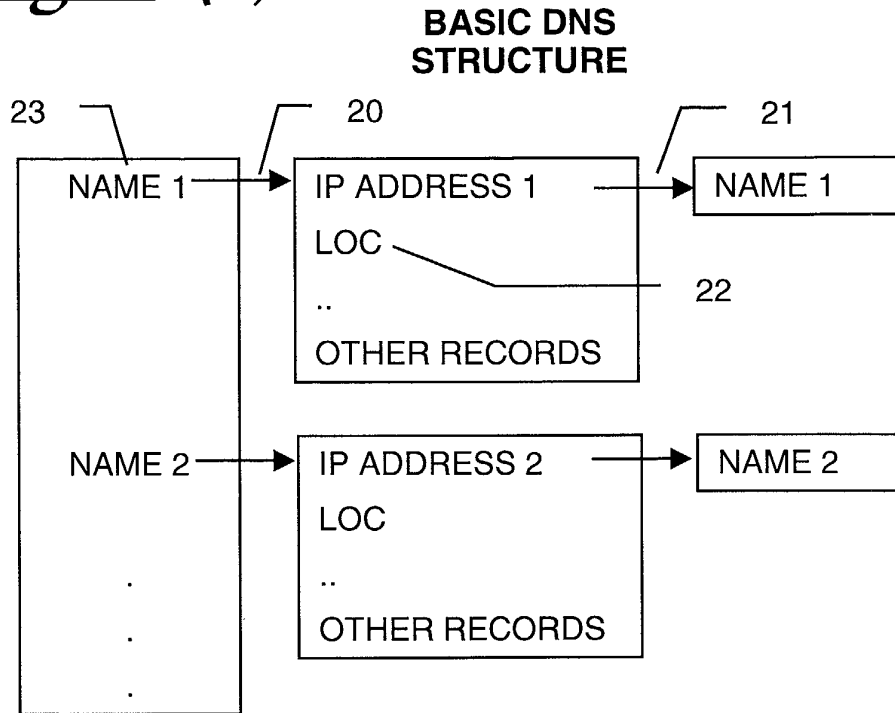 BASIC DNS
STRUCTURE
23
20
21
NAME 1
IP ADDRESS 1
NAME 1
LOC
22
..
OTHER RECORDS
NAME 2
IP ADDRESS 2
NAME 2
LOC
.
..
.
OTHER RECORDS
.